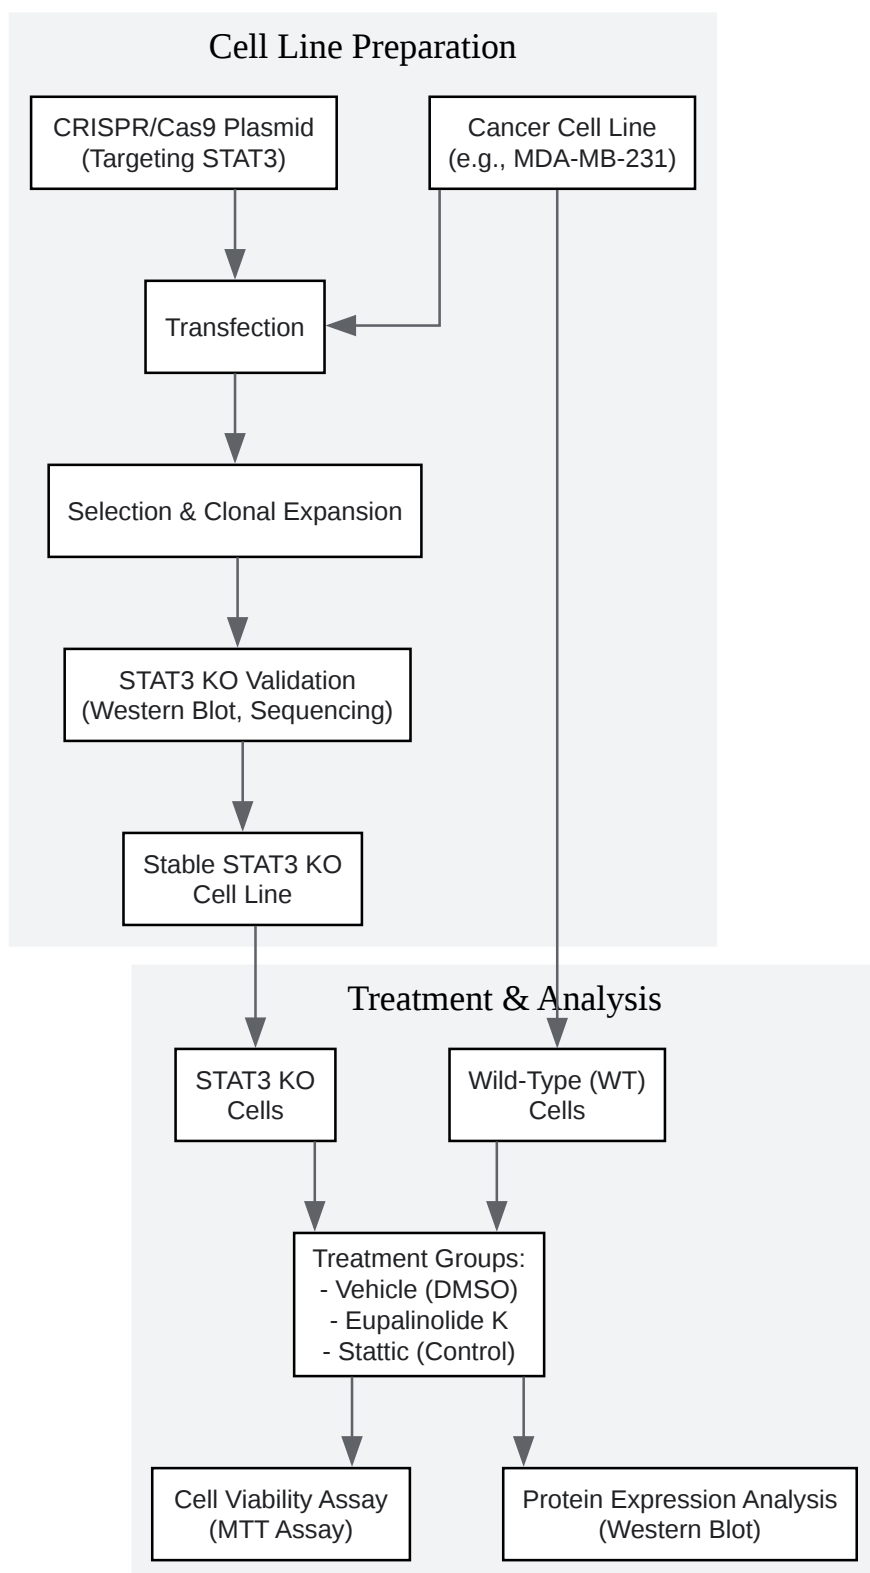 Cell Line Preparation
CRISPR/Cas9 Plasmid
(Targeting STAT3)
Cancer Cell Line
(e.g., MDA-MB-231)
Transfection
Selection & Clonal Expansion
STAT3 KO Validation
(Western Blot, Sequencing)
Stable STAT3 KO
Cell Line
Treatment & Analysis
STAT3 KO
Cells
Wild-Type (WT)
Cells
Treatment Groups:
- Vehicle (DMSO)
- Eupalinolide K
- Stattic (Control)
Cell Viability Assay
(MTT Assay)
Protein Expression Analysis
(Western Blot)